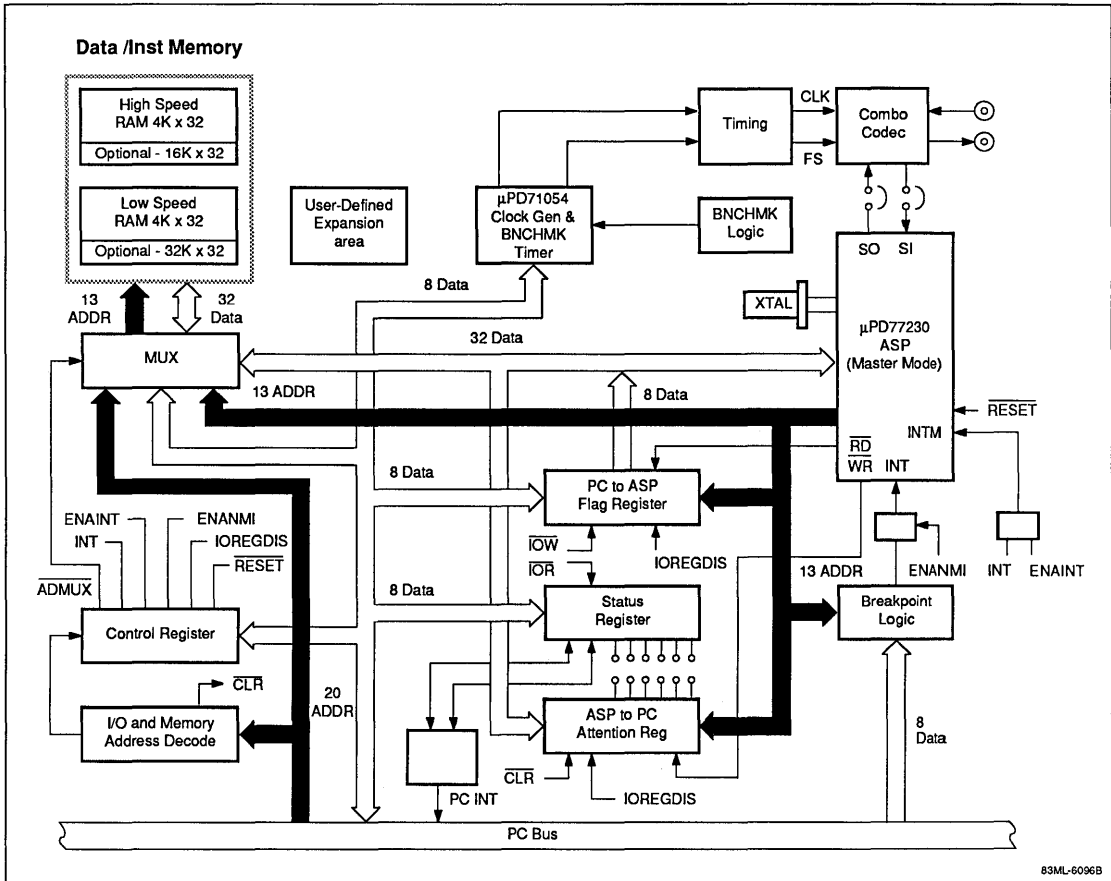 Data /Inst Memory
High Speed
RAM 4K x 32
Optional - 16K x 32
Low Speed
RAM 4K x 32
Optional - 32K x 32
User-Defined
Expansion
area
µPD71054
Clock Gen &
BNCHMK
Timer
Timing
CLK
FS
Combo
Codec
BNCHMK
Logic
SO
SI
XTAL
µPD77230
ASP
(Master Mode)
RESET
INTM
RD
WR
INT
13
ADDR
32
Data
8 Data
32 Data
MUX
13 ADDR
8 Data
8 Data
PC to ASP
Flag Register
IOW
IOREGDIS
IOR
ENAINT
ENANMI
INT
IOREGDIS
RESET
ADMUX
Control Register
8 Data
Status
Register
13 ADDR
ENANMI
INT
ENAINT
Breakpoint
Logic
CLR
I/O and Memory
Address Decode
20
ADDR
ASP to PC
Attention Reg
8
Data
CLR
IOREGDIS
PC INT
PC Bus
83ML-6096B